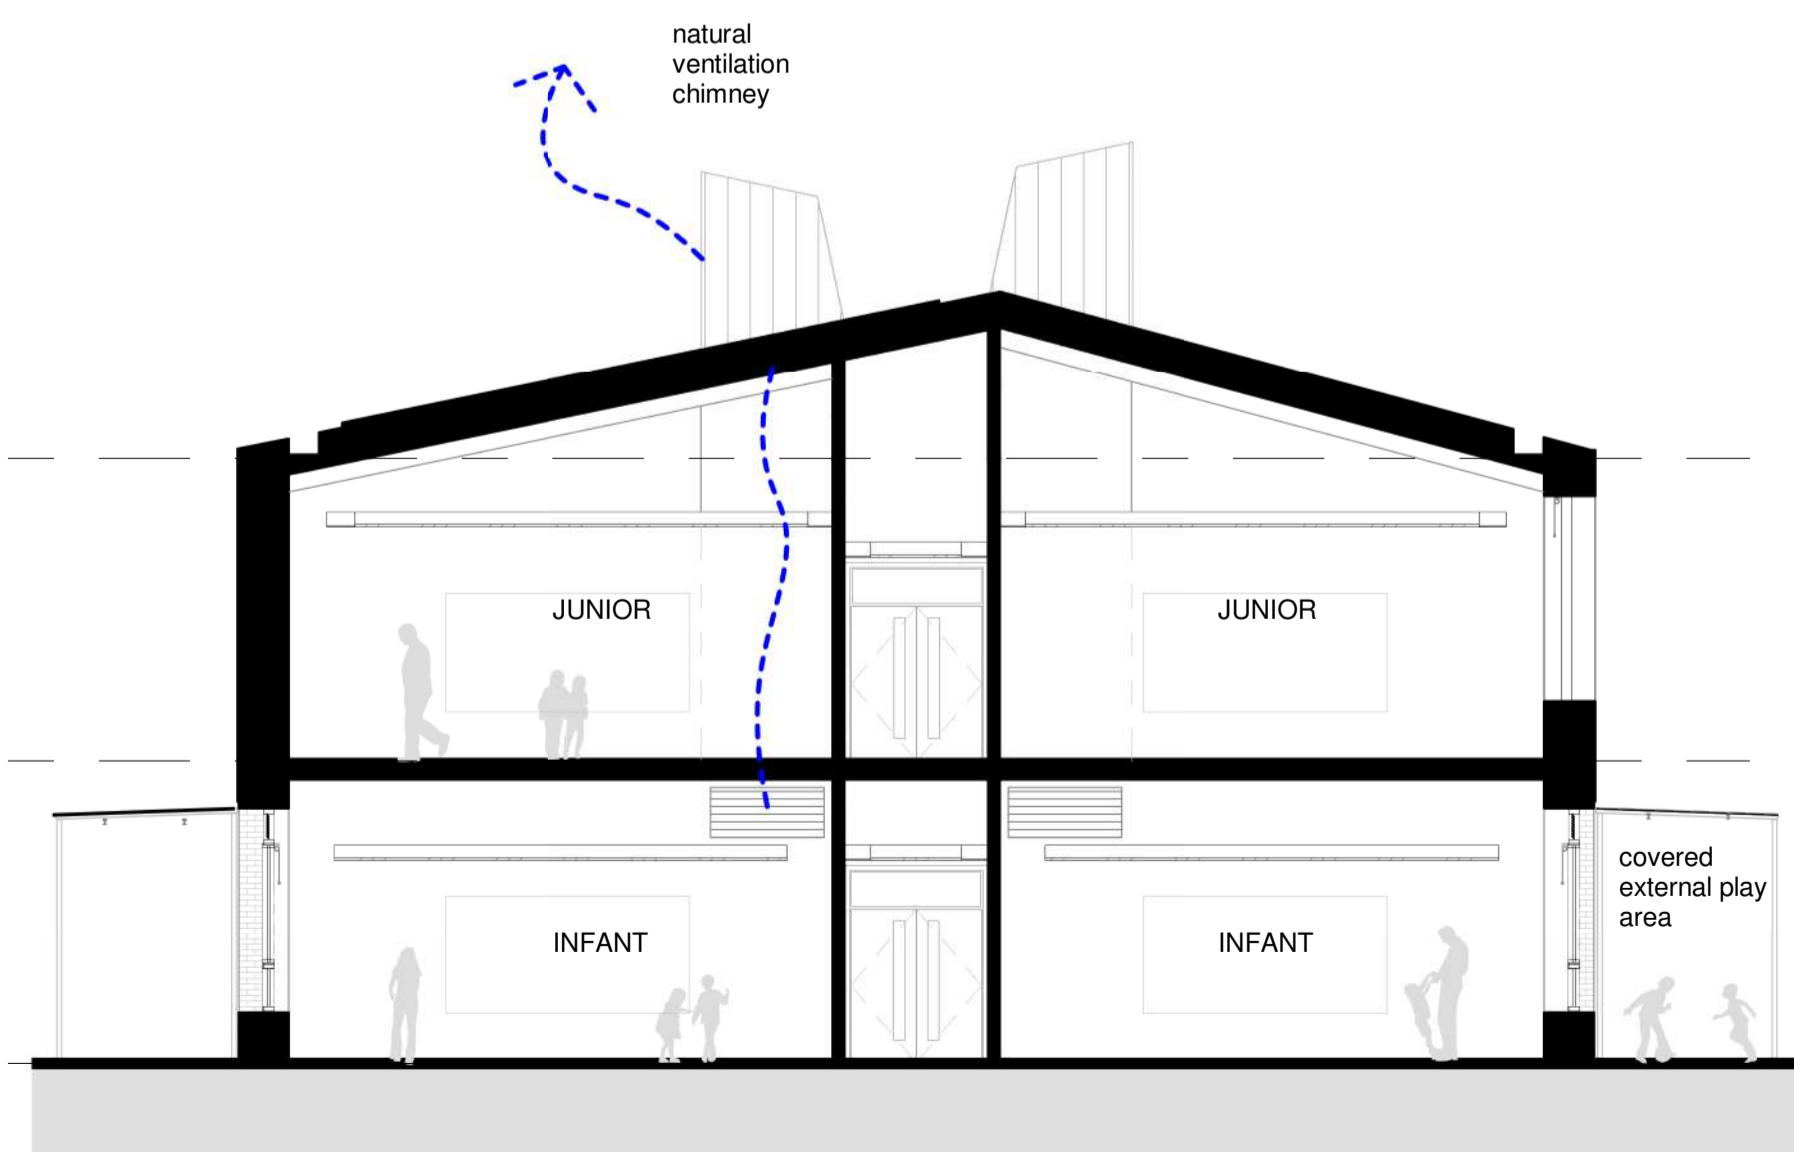 natural
ventilation
chimney
JUNIOR
JUNIOR
covered
external play
area
INFANT
INFANT